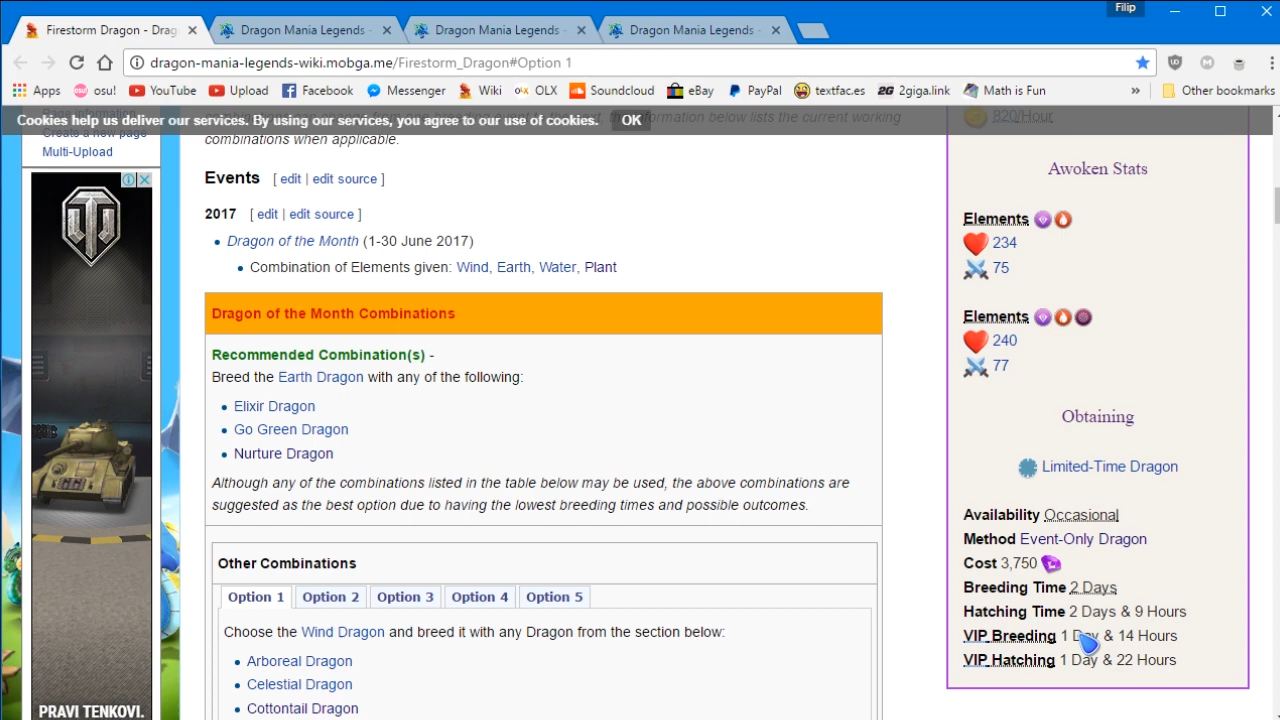 Filip
Firestorm Dragon - Drag
Dragon Mania Legends -
Dragon Mania Legends -
Dragon Mania Legends -
dragon-mania-legends-wiki.mobga.me/Firestorm_Dragon#Option 1
Apps osu! YouTube Upload Facebook Messenger Wiki OLX Soundcloud eBay PayPal textfac.es 2G 2giga.link Math is Fun » Other bookmarks
Cookies help us deliver our services. By using our services, you agree to our use of cookies. OK
820/Hour
Create a new page
combinations when applicable.
Multi-Upload
Awoken Stats
Events [ edit | edit source ]
2017 [ edit | edit source ]
Elements
234
75
Dragon of the Month (1-30 June 2017)
Combination of Elements given: Wind, Earth, Water, Plant
Dragon of the Month Combinations
Elements
240
77
Recommended Combination(s) -
Breed the Earth Dragon with any of the following:
Elixir Dragon
Go Green Dragon
Nurture Dragon
Although any of the combinations listed in the table below may be used, the above combinations are
suggested as the best option due to having the lowest breeding times and possible outcomes.
Obtaining
Limited-Time Dragon
Availability Occasional
Method Event-Only Dragon
Cost 3,750
Breeding Time 2 Days
Hatching Time 2 Days & 9 Hours
VIP Breeding 1 Day & 14 Hours
VIP Hatching 1 Day & 22 Hours
Other Combinations
Option 1 Option 2 Option 3 Option 4 Option 5
Choose the Wind Dragon and breed it with any Dragon from the section below:
Arboreal Dragon
Celestial Dragon
Cottontail Dragon
PRAVI TENKOVI.